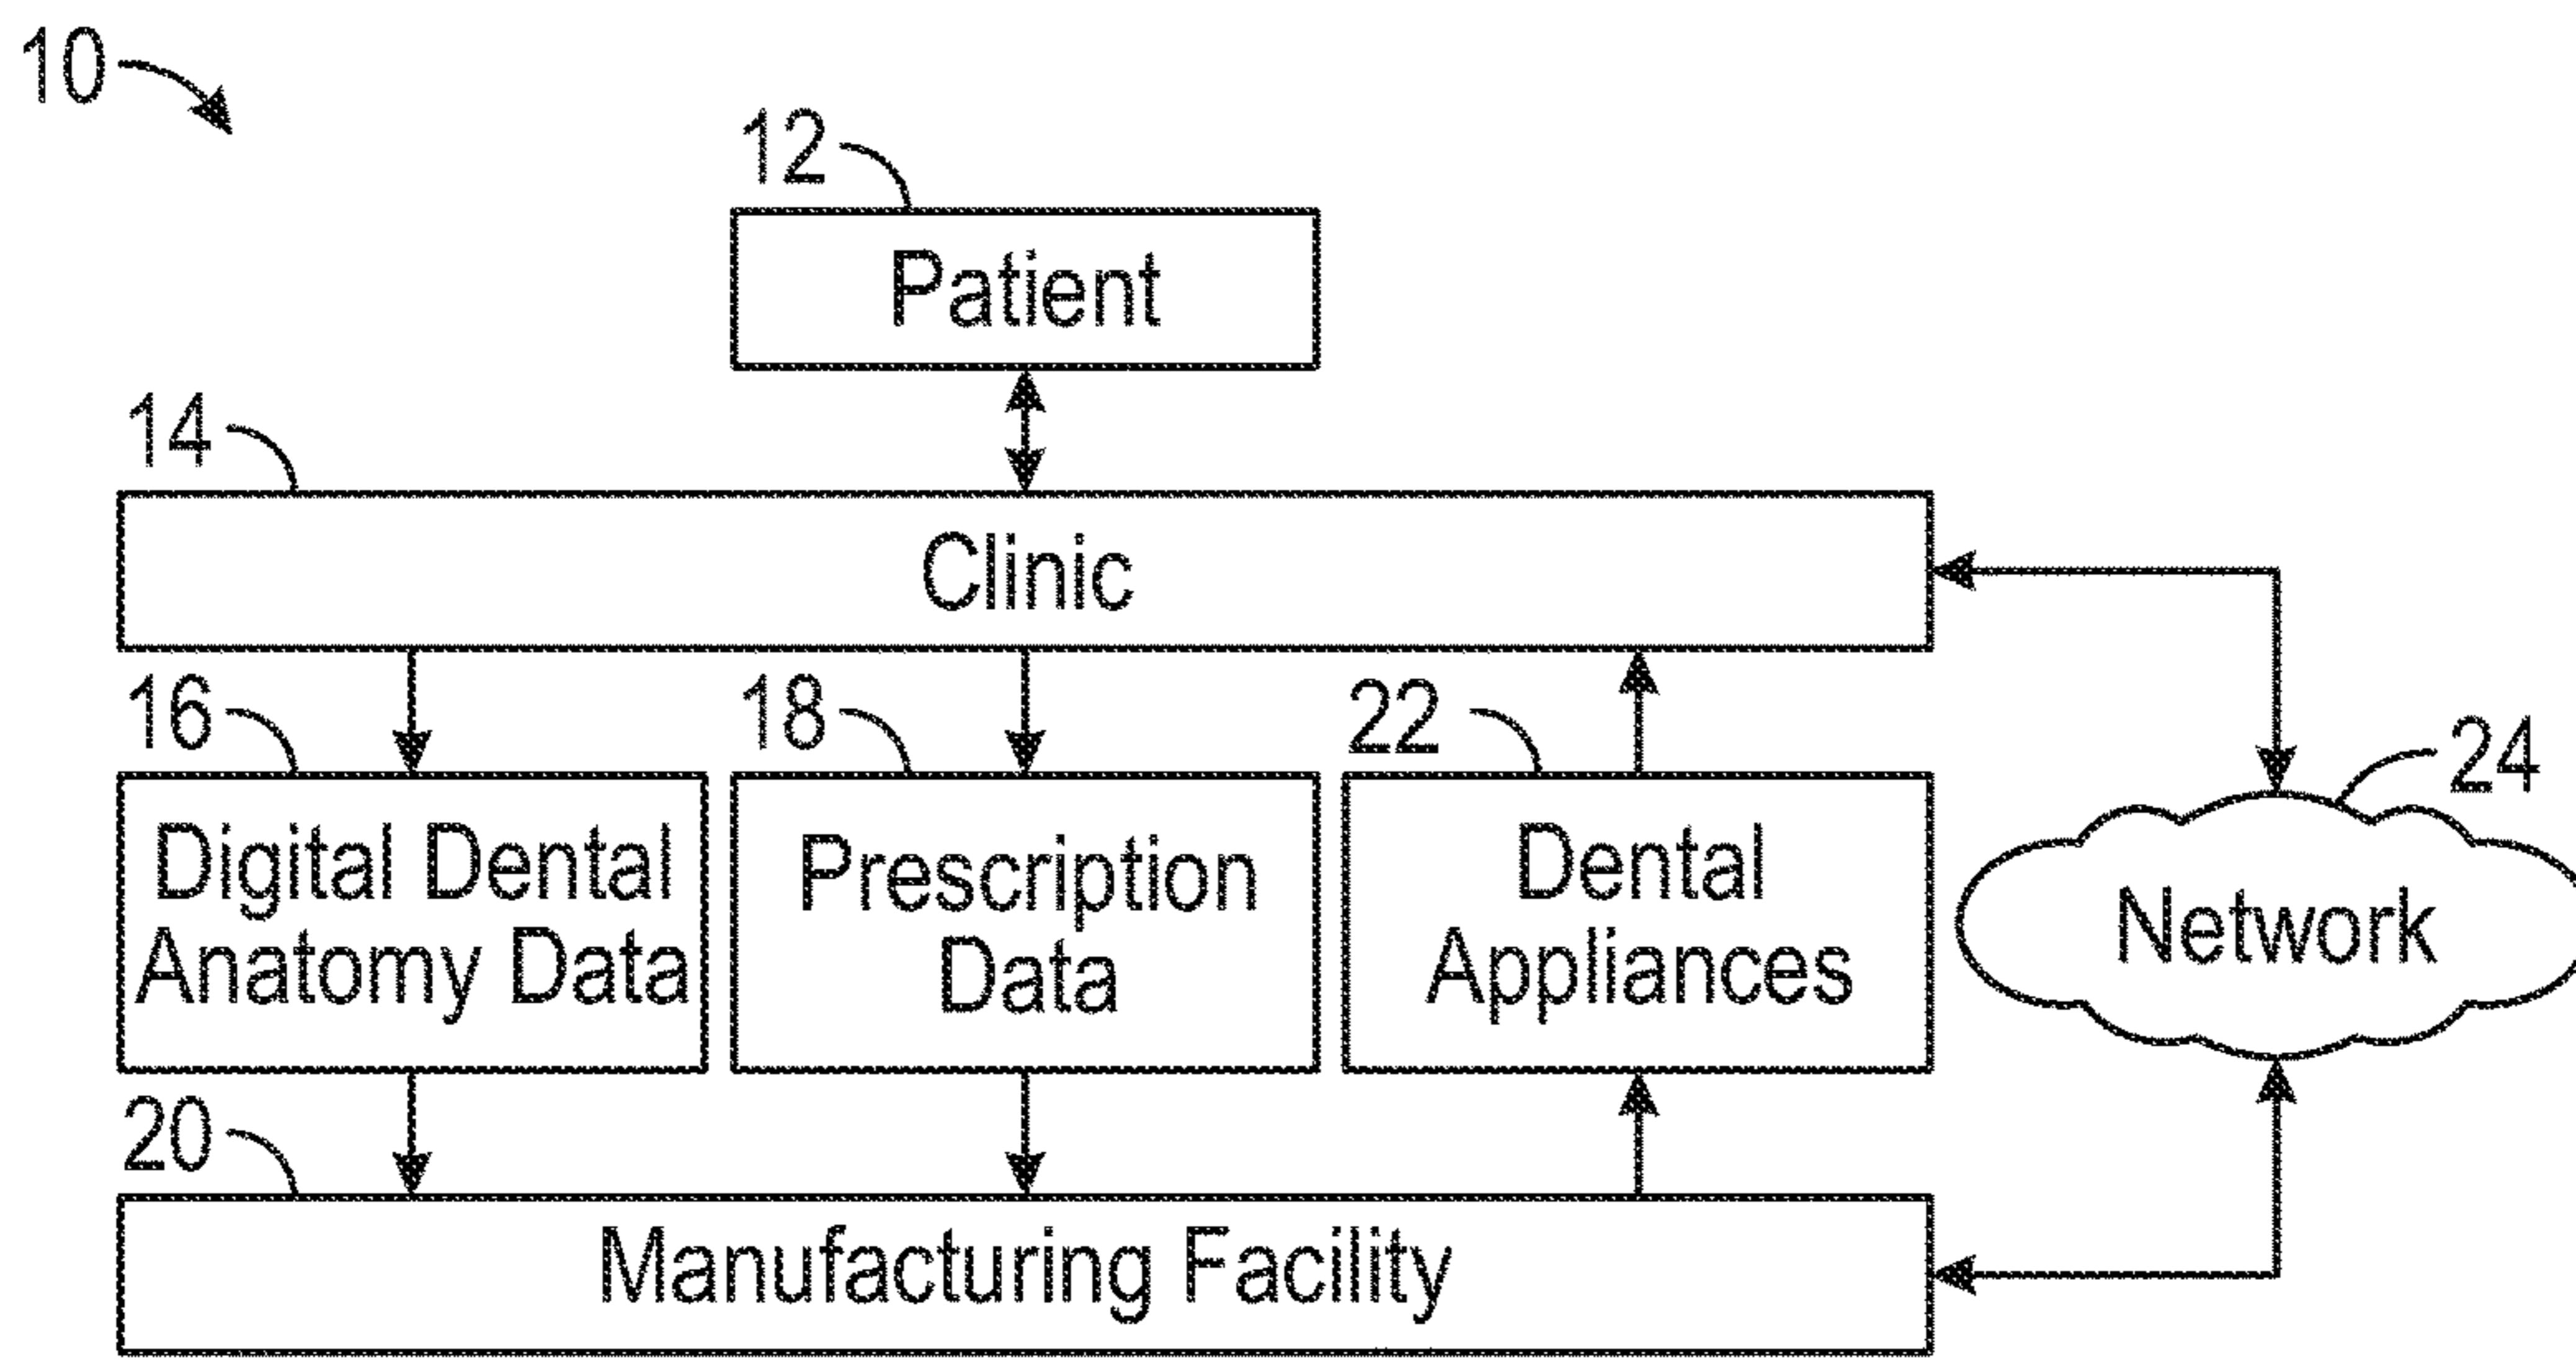 10
12
Patient
14
Clinic
16
18
22
24
Digital Dental
Anatomy Data
Prescription
Data
Dental
Appliances
Network
20
Manufacturing Facility